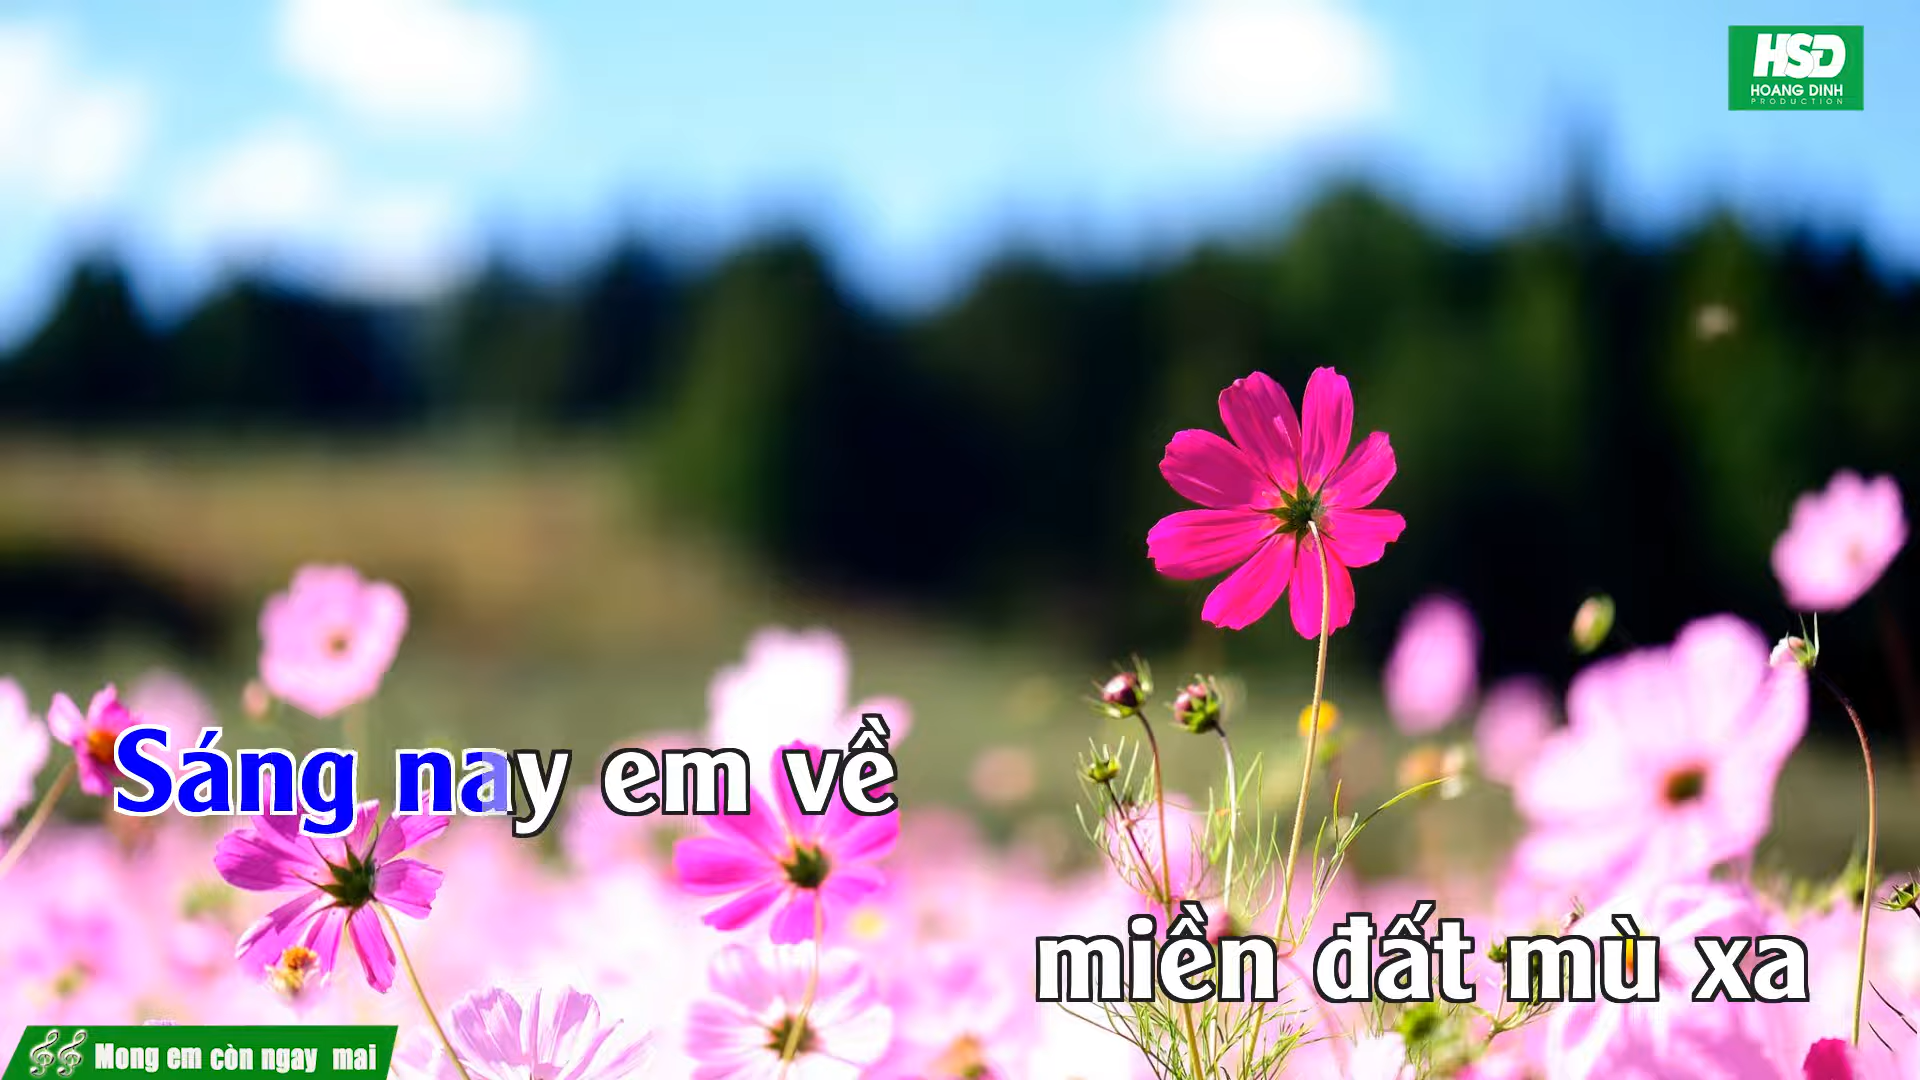 HSD
HOANG DINH
PRODUCTION
Sáng nay em về
miền đất mù xa
Mong em còn ngay mai